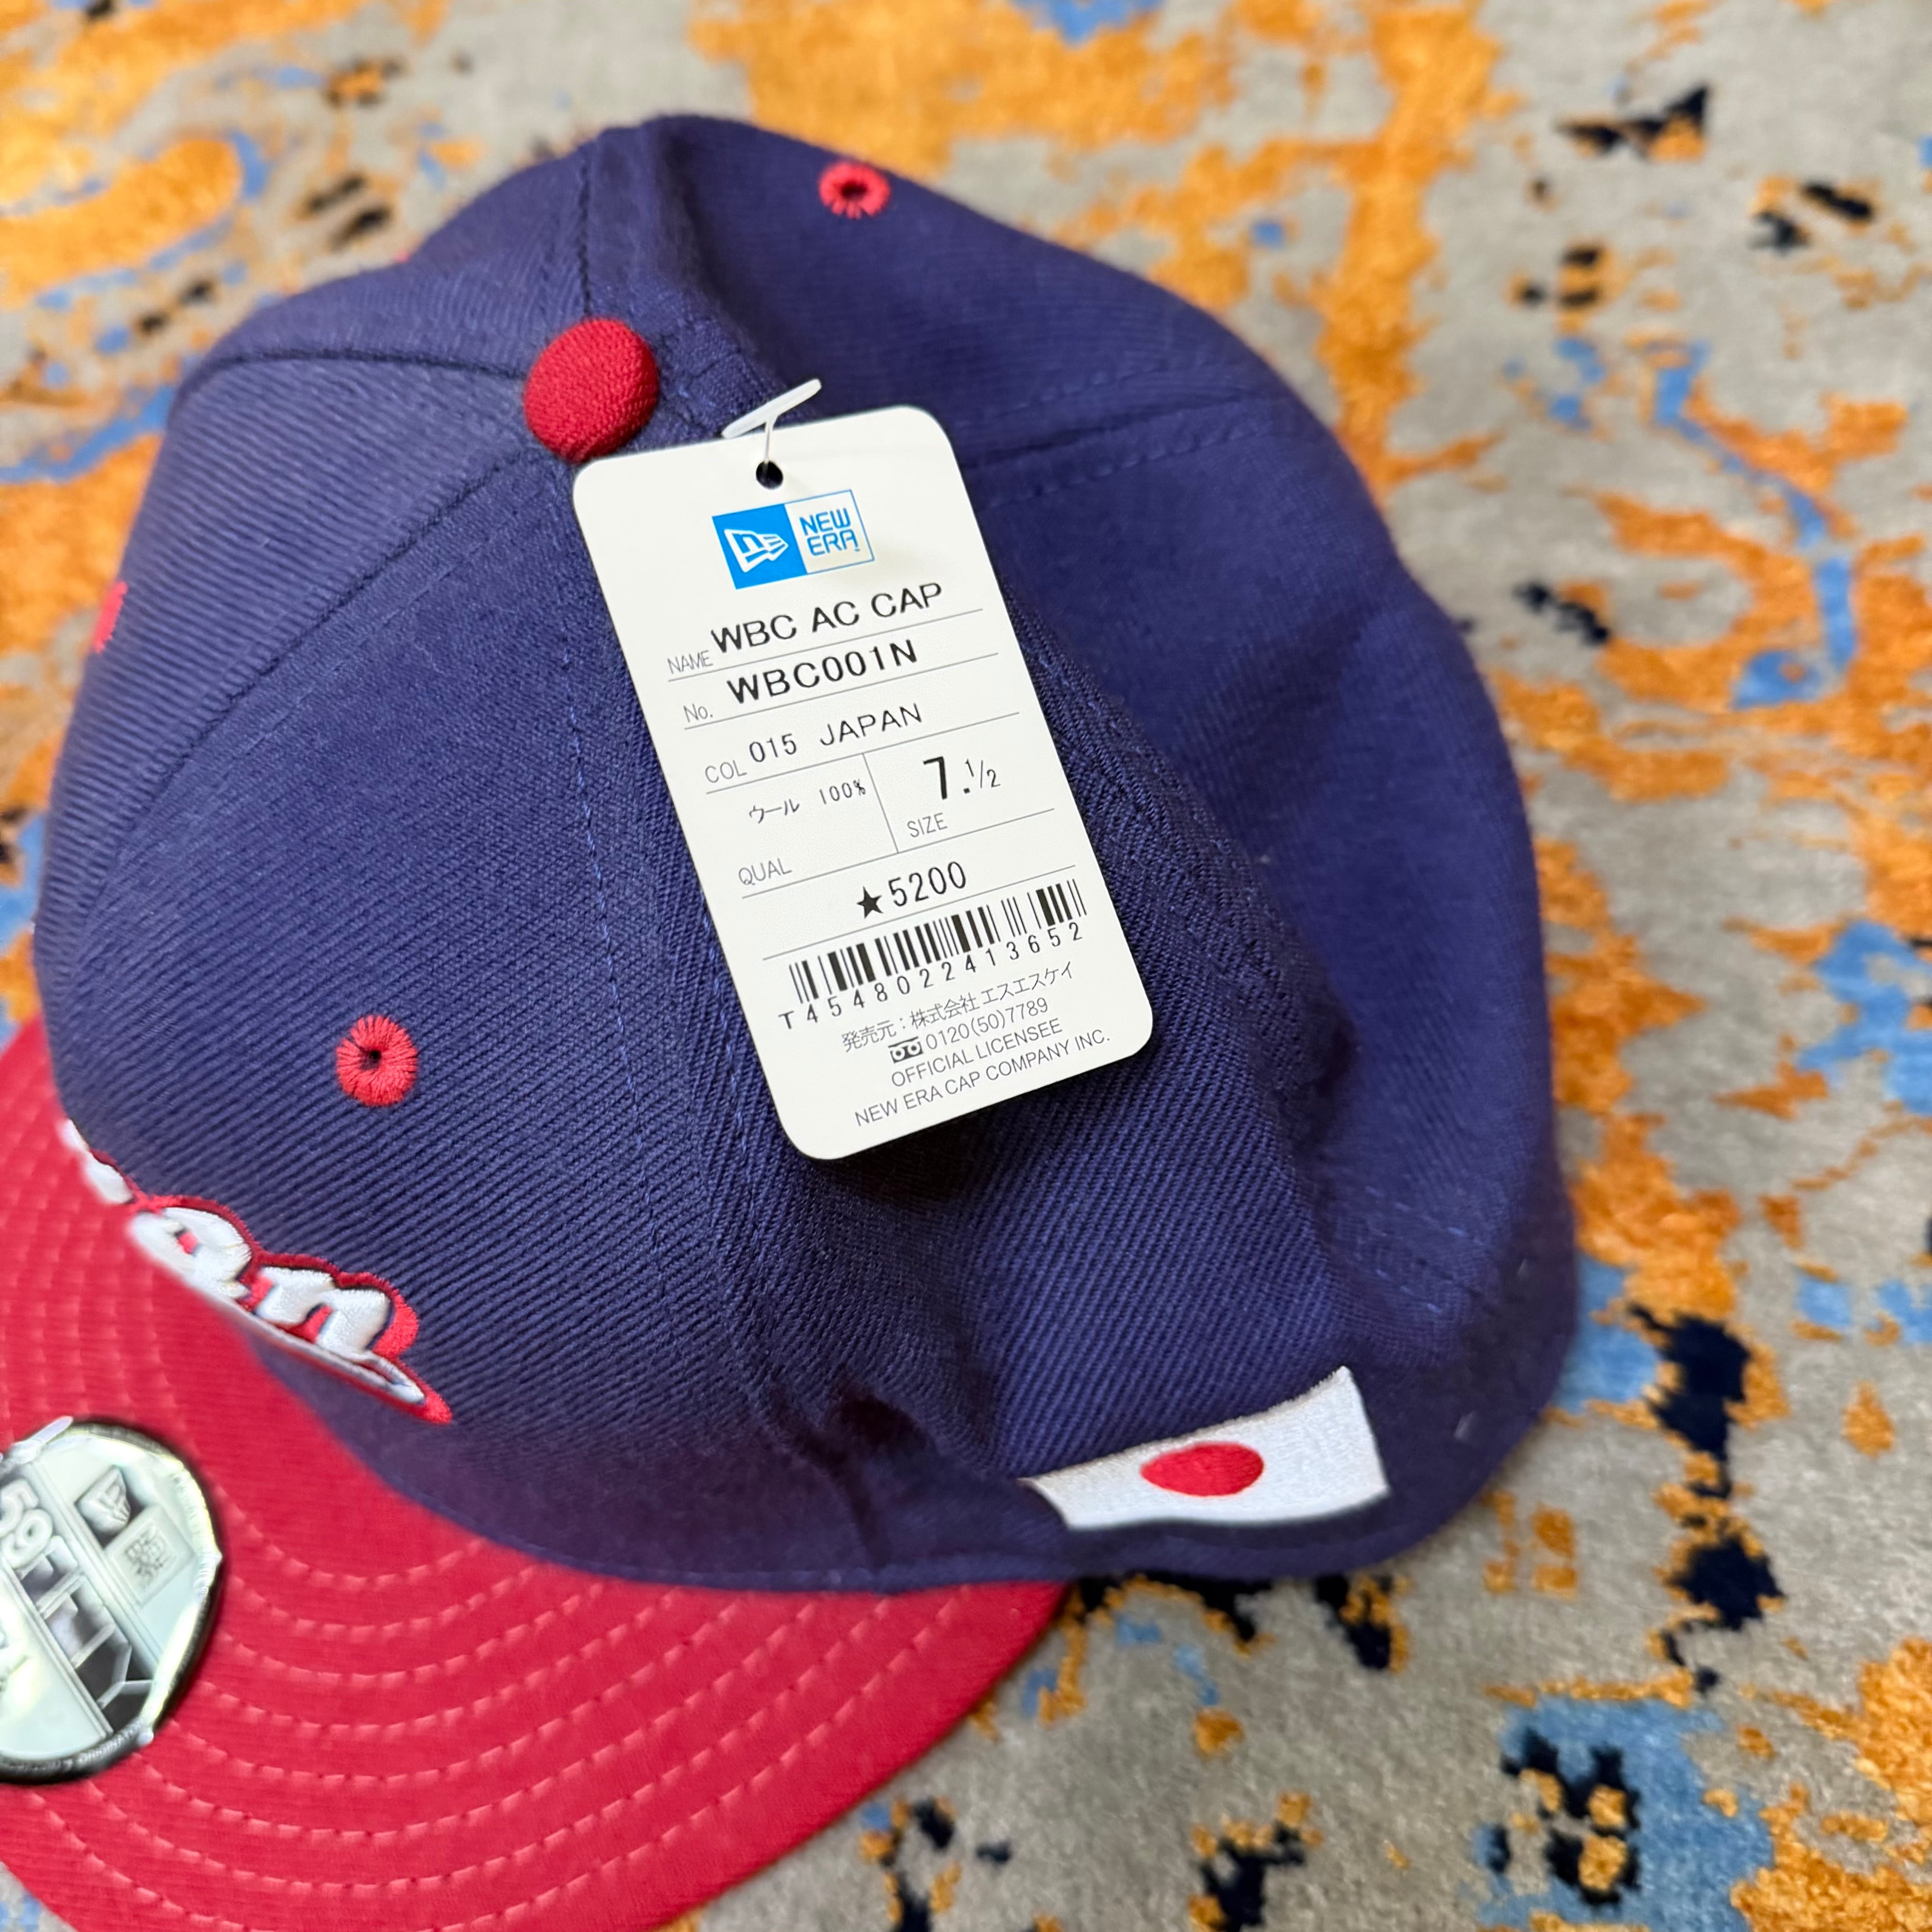 NEW
ERA
NAME WBC AC CAP
No. WBC001N
COL 015 JAPAN
ウール 100%
QUAL
7.1/2
SIZE
★5200
T4548022413652
発売元：株式会社エスエスケイ
0120(50)7789
OFFICIAL LICENSEE
NEW ERA CAP COMPANY INC.
an
59